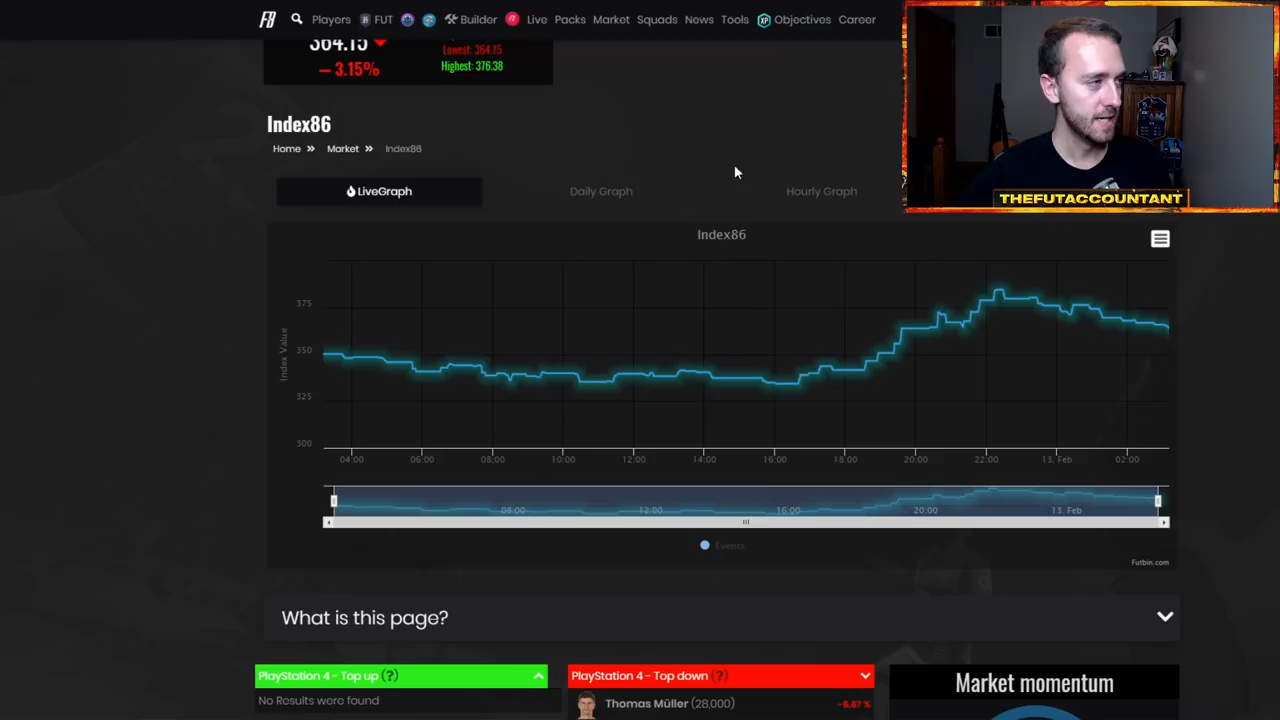 FB Players FUT Builder Live Packs Market Squads News Tools XP Objectives Career
364.15
Lowest: 364.15
– 3.15%
Highest: 376.38
Index86
Home » Market » Index86
LiveGraph Daily Graph Hourly Graph
THEFUTACCOUNTANT
Index86
Index Value
375
350
325
300
04:00 06:00 08:00 10:00 12:00 14:00 16:00 18:00 20:00 22:00 13. Feb 02:00
08:00 12:00 16:00 20:00 13. Feb
Events
Futbin.com
What is this page?
PlayStation 4 - Top up (?)
No Results were found
PlayStation 4 - Top down (?)
Thomas Müller (28,000) -6.67 %
Market momentum